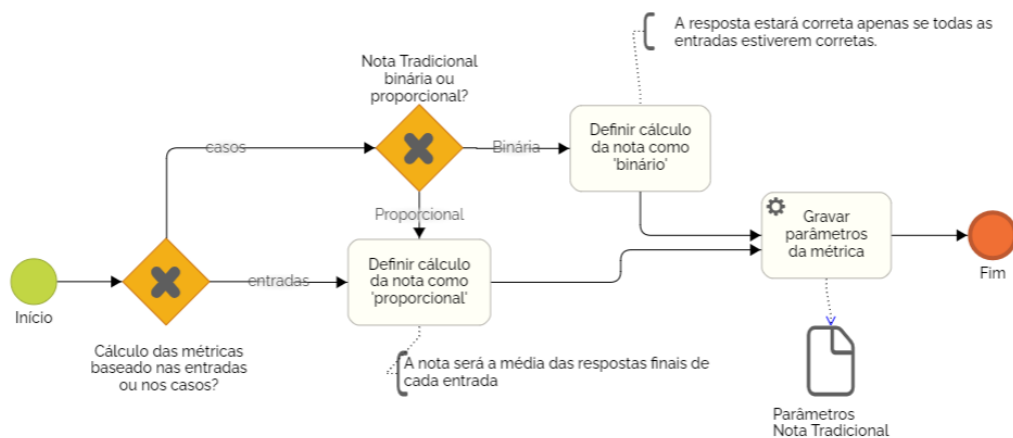 A resposta estará correta apenas se todas as
entradas estiverem corretas.
Nota Tradicional
binária ou
proporcional?
casos
Binária
Definir cálculo
da nota como
'binário'
Proporcional
Gravar
parâmetros
da métrica
Fim
Início
entradas
Definir cálculo
da nota como
'proporcional'
Cálculo das métricas
baseado nas entradas
ou nos casos?
A nota será a média das respostas finais de
cada entrada
Parâmetros
Nota Tradicional